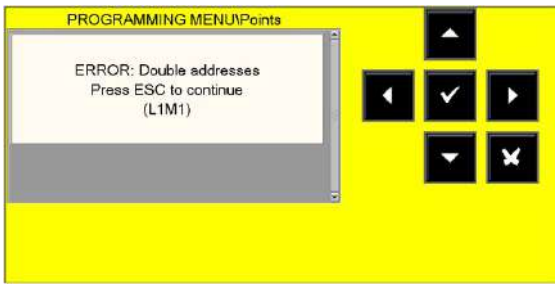 PROGRAMMING MENU\Points
ERROR: Double addresses
Press ESC to continue
(L1M1)